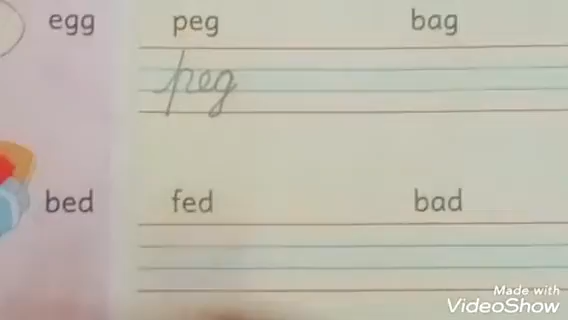 egg peg bag
peg
bed fed bad
Made with
VideoShow